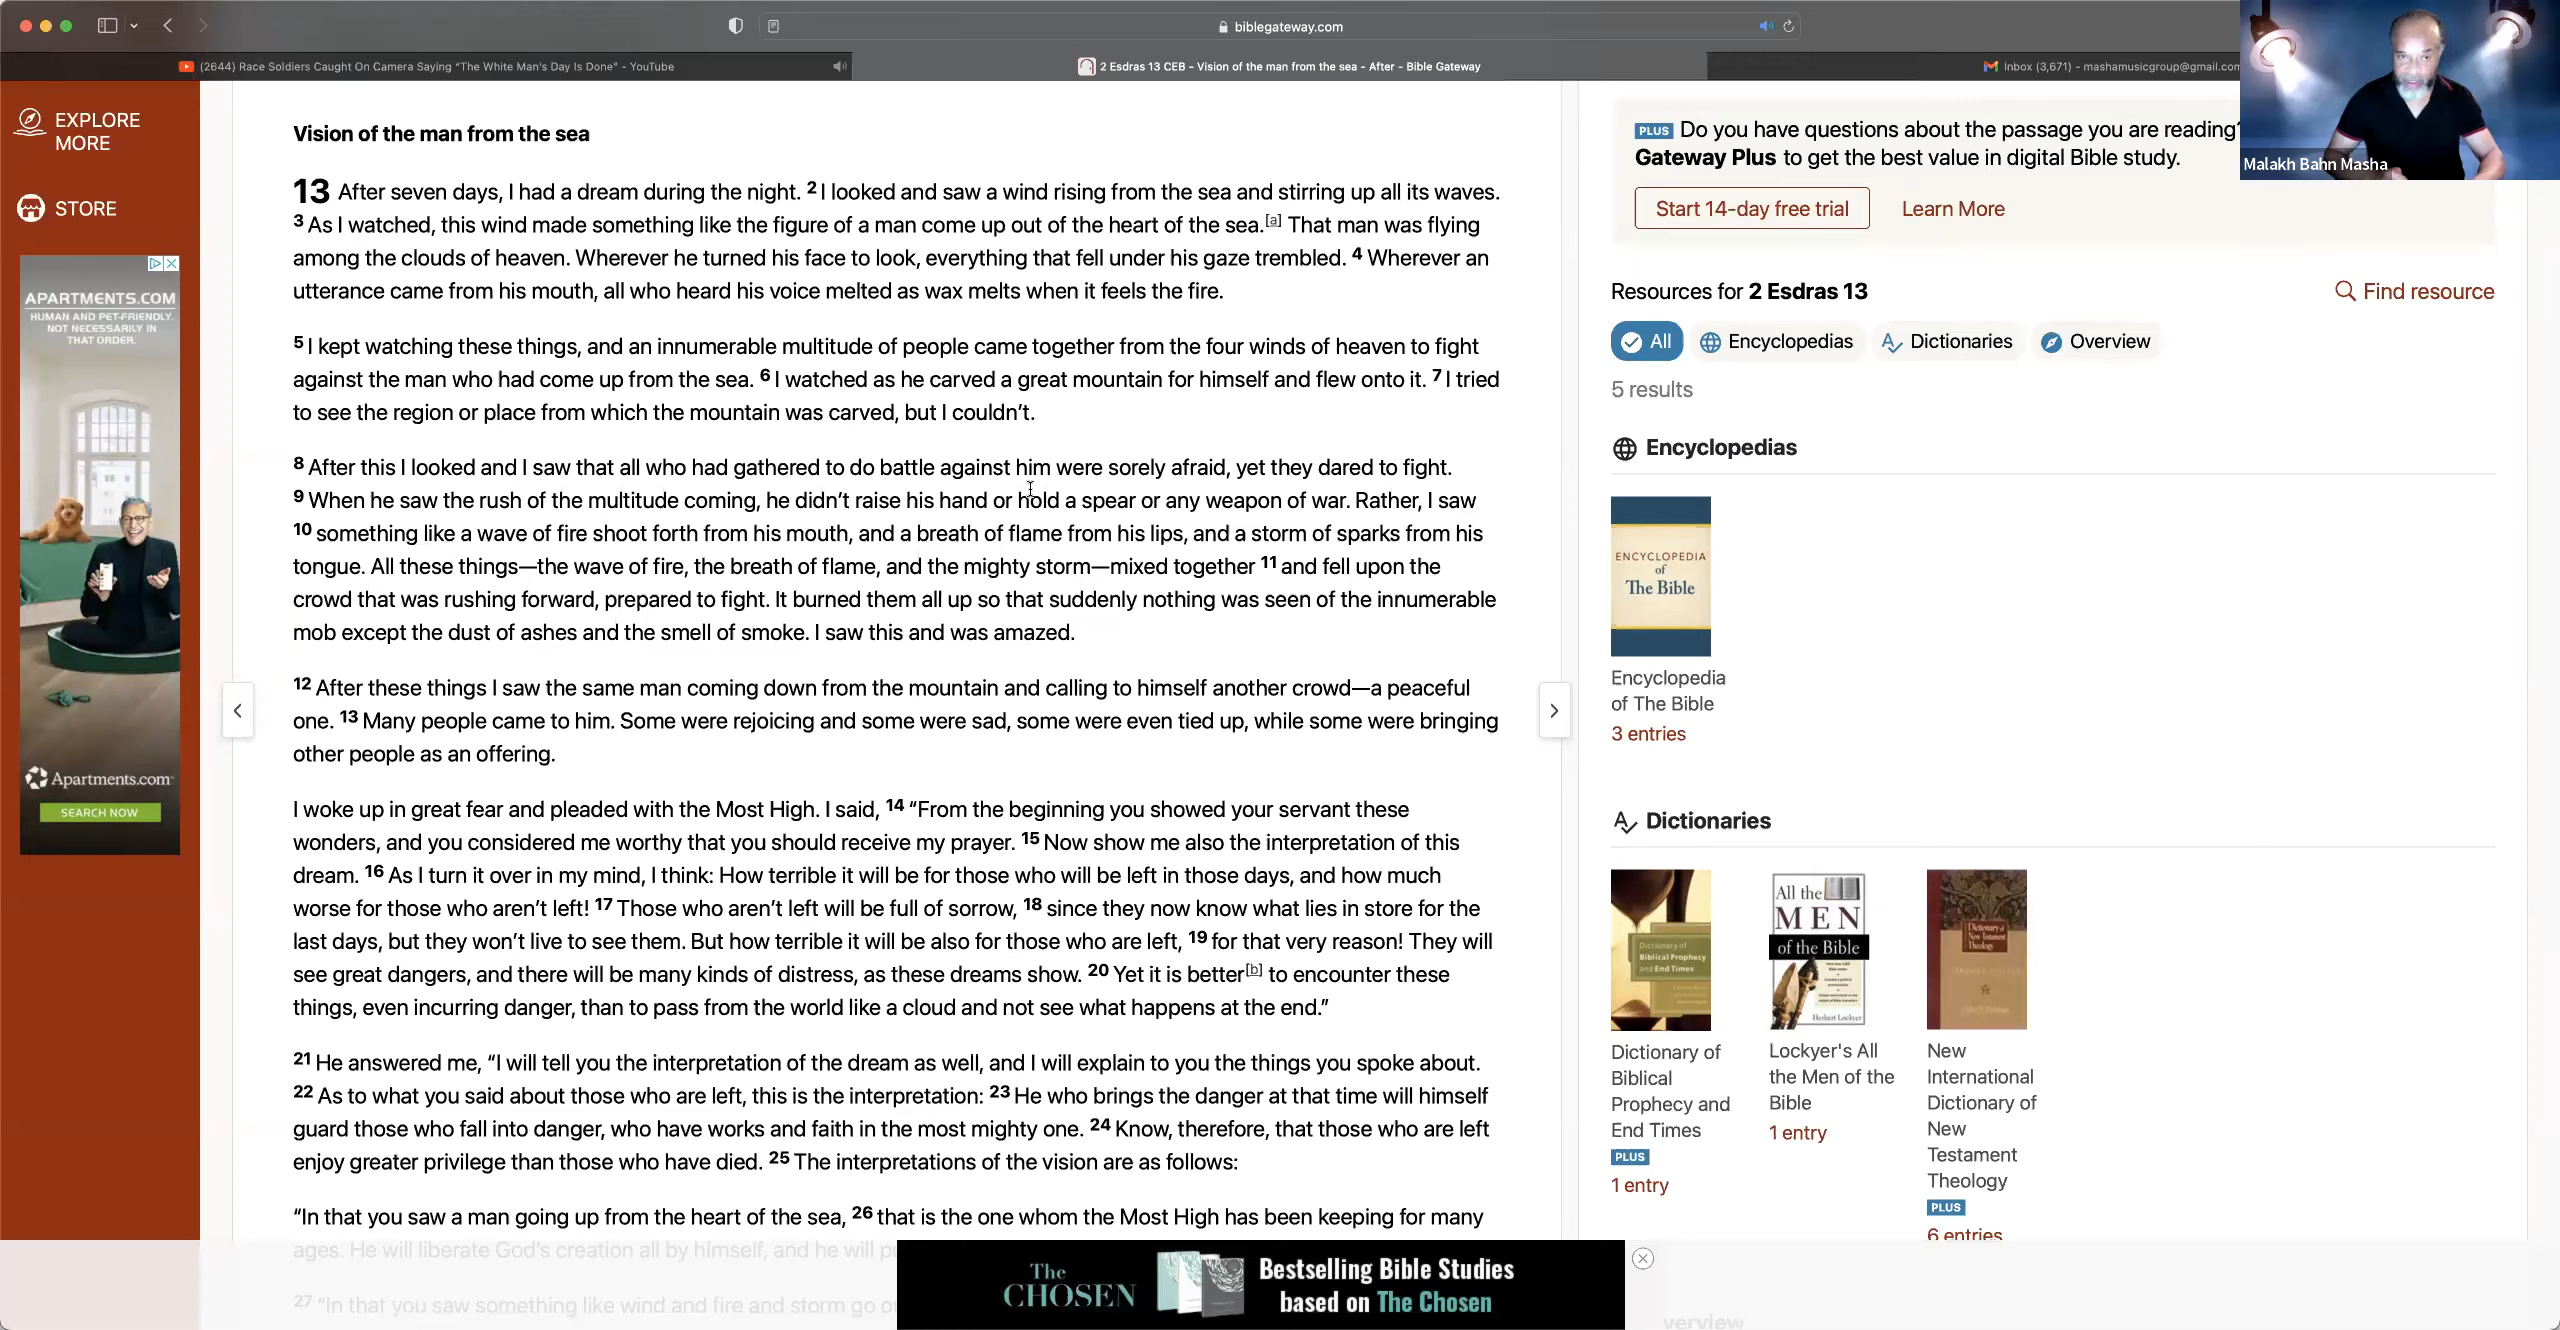 biblegateway.com
(2644) Race Soldiers Caught On Camera Saying “The White Man's Day Is Done” - YouTube
2 Esdras 13 CEB - Vision of the man from the sea - After - Bible Gateway
Inbox (3,671) - mashamusicgroup@gmail.com
Malakh Bahn Masha
EXPLORE
MORE
STORE
APARTMENTS.COM
HUMAN AND PET-FRIENDLY.
NOT NECESSARILY IN
THAT ORDER.
Apartments.com
SEARCH NOW
Vision of the man from the sea
13 After seven days, I had a dream during the night. 2 I looked and saw a wind rising from the sea and stirring up all its waves.
3 As I watched, this wind made something like the figure of a man come up out of the heart of the sea.[a] That man was flying
among the clouds of heaven. Wherever he turned his face to look, everything that fell under his gaze trembled. 4 Wherever an
utterance came from his mouth, all who heard his voice melted as wax melts when it feels the fire.
5 I kept watching these things, and an innumerable multitude of people came together from the four winds of heaven to fight
against the man who had come up from the sea. 6 I watched as he carved a great mountain for himself and flew onto it. 7 I tried
to see the region or place from which the mountain was carved, but I couldn’t.
8 After this I looked and I saw that all who had gathered to do battle against him were sorely afraid, yet they dared to fight.
9 When he saw the rush of the multitude coming, he didn’t raise his hand or hold a spear or any weapon of war. Rather, I saw
10 something like a wave of fire shoot forth from his mouth, and a breath of flame from his lips, and a storm of sparks from his
tongue. All these things—the wave of fire, the breath of flame, and the mighty storm—mixed together 11 and fell upon the
crowd that was rushing forward, prepared to fight. It burned them all up so that suddenly nothing was seen of the innumerable
mob except the dust of ashes and the smell of smoke. I saw this and was amazed.
12 After these things I saw the same man coming down from the mountain and calling to himself another crowd—a peaceful
one. 13 Many people came to him. Some were rejoicing and some were sad, some were even tied up, while some were bringing
other people as an offering.
I woke up in great fear and pleaded with the Most High. I said, 14 “From the beginning you showed your servant these
wonders, and you considered me worthy that you should receive my prayer. 15 Now show me also the interpretation of this
dream. 16 As I turn it over in my mind, I think: How terrible it will be for those who will be left in those days, and how much
worse for those who aren’t left! 17 Those who aren’t left will be full of sorrow, 18 since they now know what lies in store for the
last days, but they won’t live to see them. But how terrible it will be also for those who are left, 19 for that very reason! They will
see great dangers, and there will be many kinds of distress, as these dreams show. 20 Yet it is better[b] to encounter these
things, even incurring danger, than to pass from the world like a cloud and not see what happens at the end.”
21 He answered me, “I will tell you the interpretation of the dream as well, and I will explain to you the things you spoke about.
22 As to what you said about those who are left, this is the interpretation: 23 He who brings the danger at that time will himself
guard those who fall into danger, who have works and faith in the most mighty one. 24 Know, therefore, that those who are left
enjoy greater privilege than those who have died. 25 The interpretations of the vision are as follows:
“In that you saw a man going up from the heart of the sea, 26 that is the one whom the Most High has been keeping for many
ages. He will liberate God’s creation all by himself, and he will
27 “In that you saw something like wind and fire and storm go
PLUS Do you have questions about the passage you are reading?
Gateway Plus to get the best value in digital Bible study.
Start 14-day free trial Learn More
Resources for 2 Esdras 13 Find resource
All Encyclopedias Dictionaries Overview
5 results
Encyclopedias
ENCYCLOPEDIA
of
The Bible
Encyclopedia
of The Bible
3 entries
Dictionaries
Dictionary of
Biblical Prophecy
and End Times
All the
MEN
of the Bible
Herbert Lockyer
Dictionary of
New Testament
Theology
Dictionary of
Biblical
Prophecy and
End Times
PLUS
1 entry
Lockyer's All
the Men of the
Bible
1 entry
New
International
Dictionary of
New
Testament
Theology
PLUS
6 entries
verview
The
CHOSEN
Bestselling Bible Studies
based on The Chosen